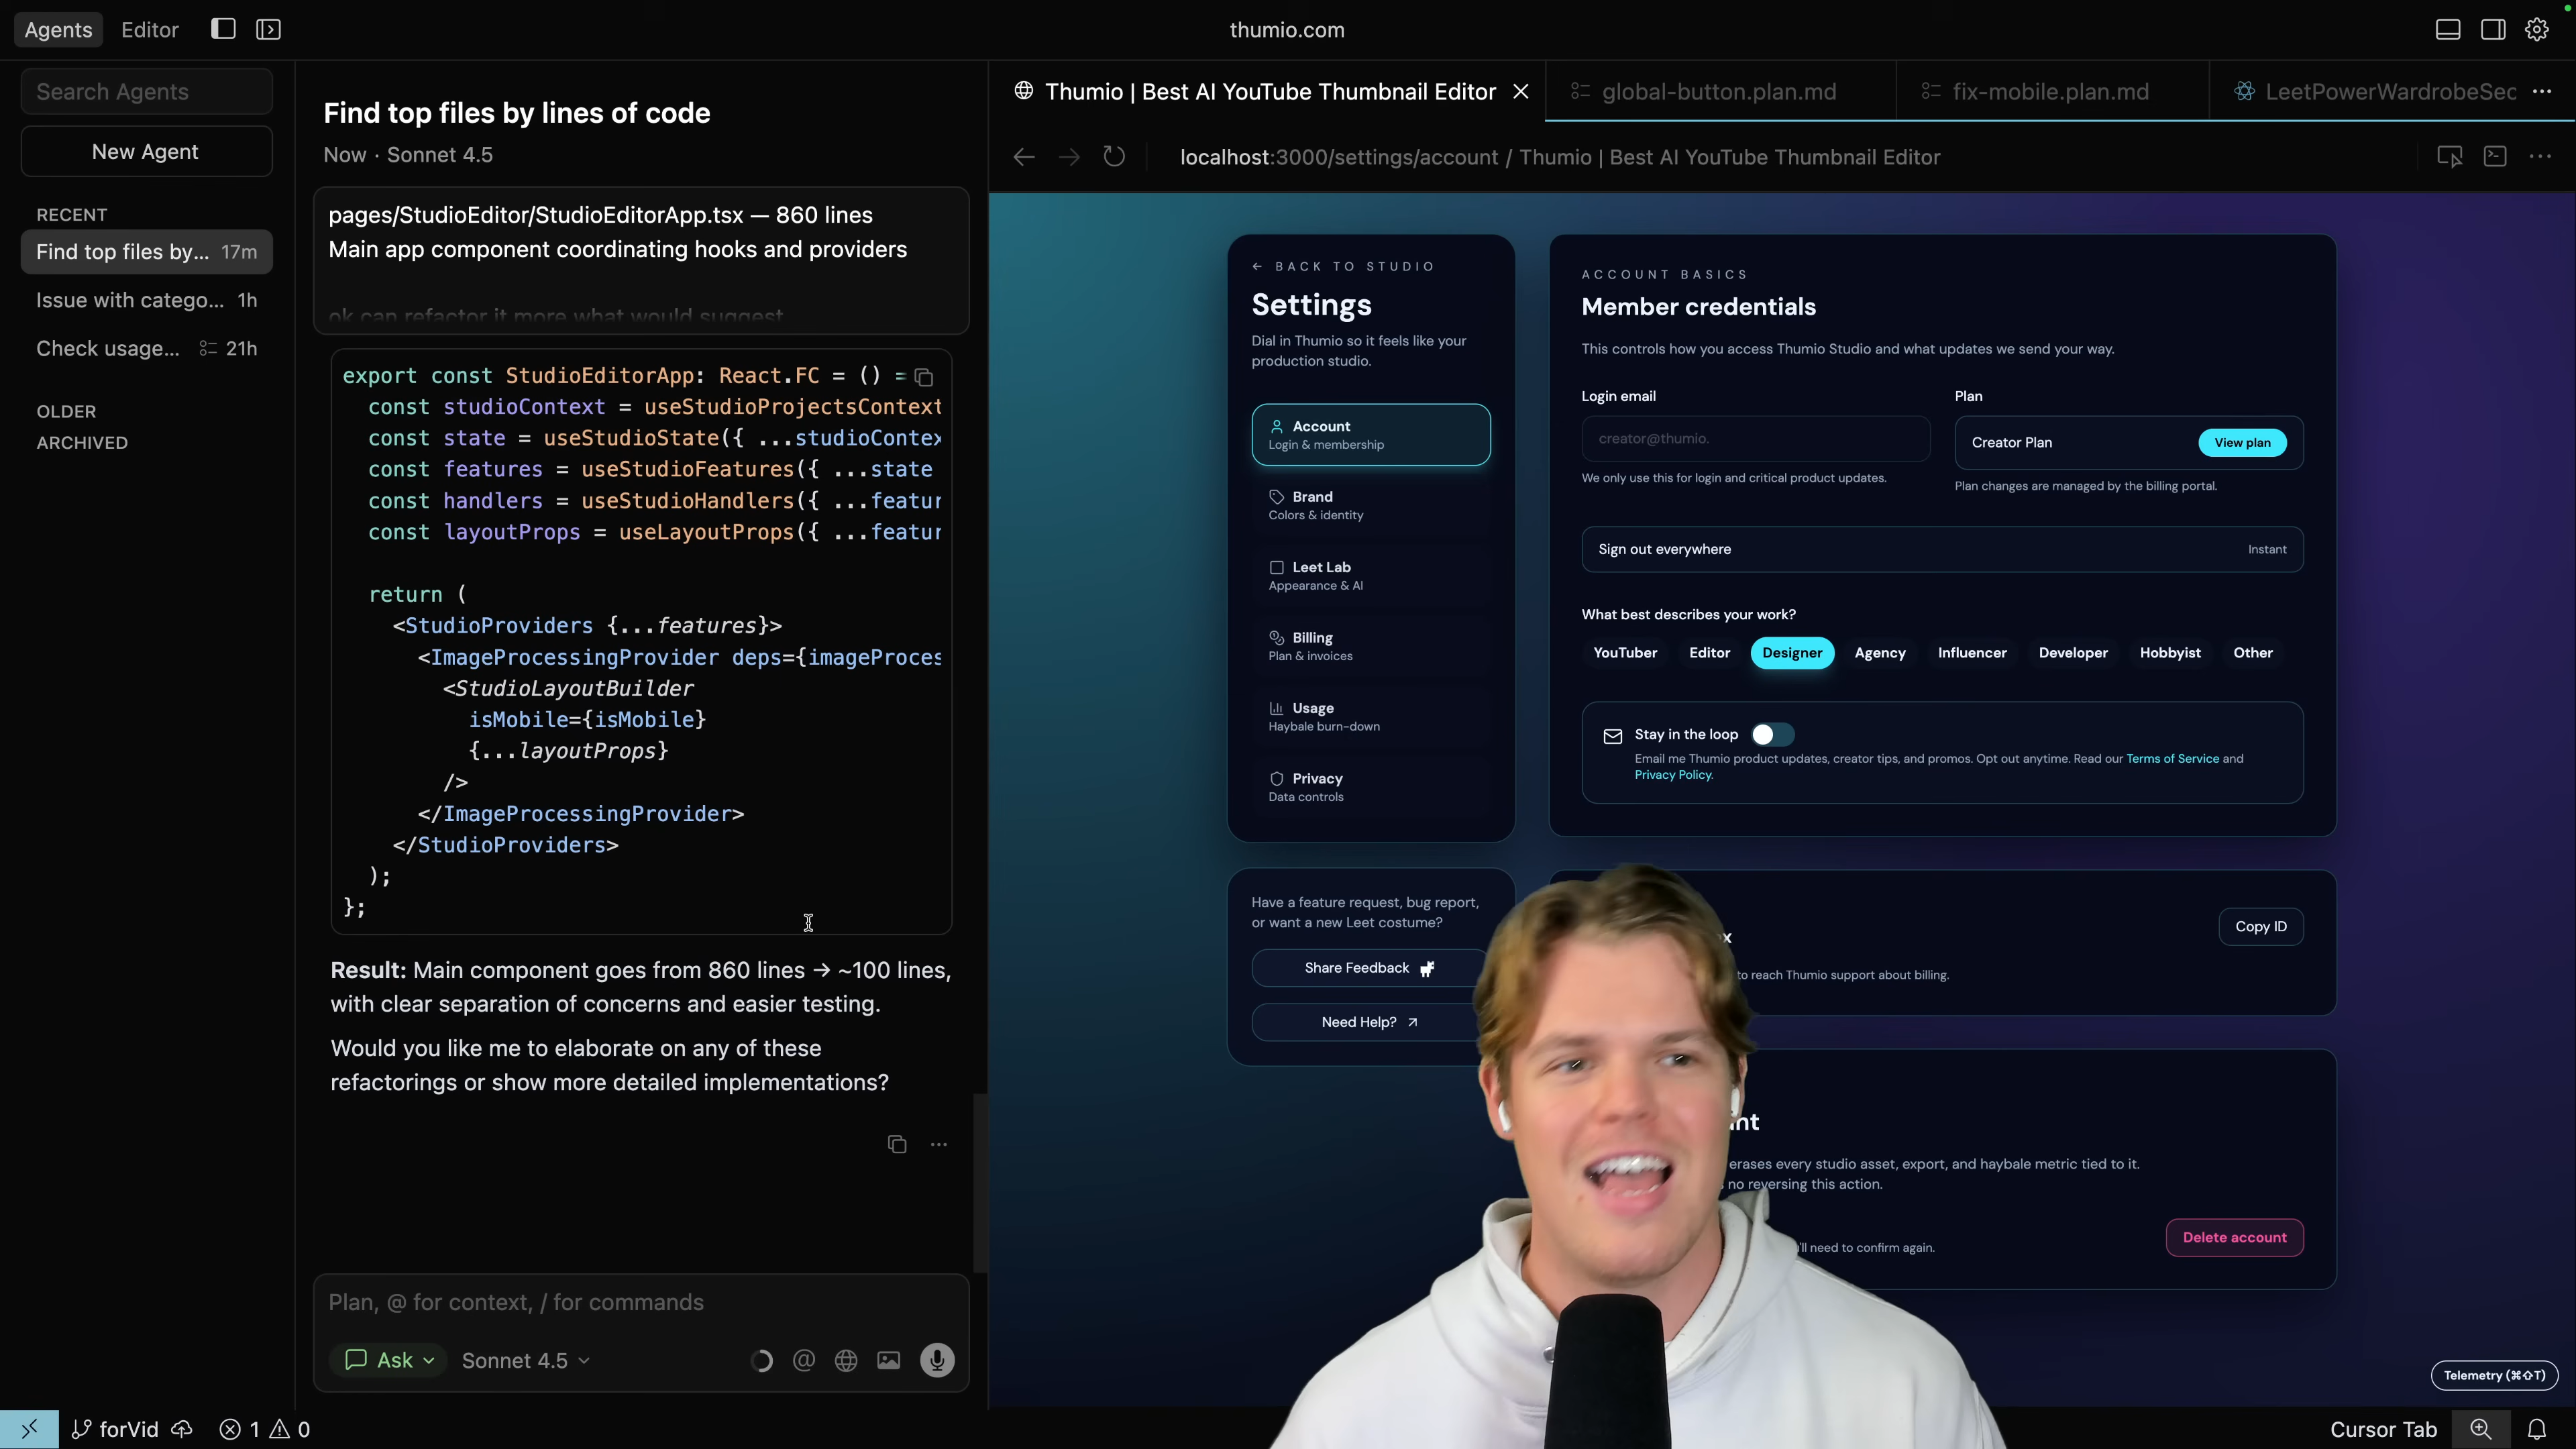 Agents
Editor
thumio.com
Search Agents
New Agent
RECENT
Find top files by... 17m
Issue with catego... 1h
Check usage... 21h
OLDER
ARCHIVED
Find top files by lines of code
Now · Sonnet 4.5
pages/StudioEditor/StudioEditorApp.tsx — 860 lines
Main app component coordinating hooks and providers
ok can refactor it more what would suggest
export const StudioEditorApp: React.FC = () =
const studioContext = useStudioProjectsContext
const state = useStudioState({ ...studioContex
const features = useStudioFeatures({ ...state
const handlers = useStudioHandlers({ ...featur
const layoutProps = useLayoutProps({ ...featur
return (
<StudioProviders {...features}>
<ImageProcessingProvider deps={imageProces
<StudioLayoutBuilder
isMobile={isMobile}
{...layoutProps}
/>
</ImageProcessingProvider>
</StudioProviders>
);
};
Result: Main component goes from 860 lines → ~100 lines,
with clear separation of concerns and easier testing.
Would you like me to elaborate on any of these
refactorings or show more detailed implementations?
Plan, @ for context, / for commands
Ask
Sonnet 4.5
forVid
1
0
Thumio | Best AI YouTube Thumbnail Editor
global-button.plan.md
fix-mobile.plan.md
LeetPowerWardrobeSec
localhost:3000/settings/account / Thumio | Best AI YouTube Thumbnail Editor
← BACK TO STUDIO
Settings
Dial in Thumio so it feels like your
production studio.
Account
Login & membership
Brand
Colors & identity
Leet Lab
Appearance & AI
Billing
Plan & invoices
Usage
Haybale burn-down
Privacy
Data controls
Have a feature request, bug report,
or want a new Leet costume?
Share Feedback
Need Help? ↗
ACCOUNT BASICS
Member credentials
This controls how you access Thumio Studio and what updates we send your way.
Login email
creator@thumio.
We only use this for login and critical product updates.
Plan
Creator Plan
View plan
Plan changes are managed by the billing portal.
Sign out everywhere
Instant
What best describes your work?
YouTuber Editor Designer Agency Influencer Developer Hobbyist Other
Stay in the loop
Email me Thumio product updates, creator tips, and promos. Opt out anytime. Read our Terms of Service and
Privacy Policy.
x
Copy ID
to reach Thumio support about billing.
nt
erases every studio asset, export, and haybale metric tied to it.
no reversing this action.
'll need to confirm again.
Delete account
Telemetry (⌘⇧T)
Cursor Tab